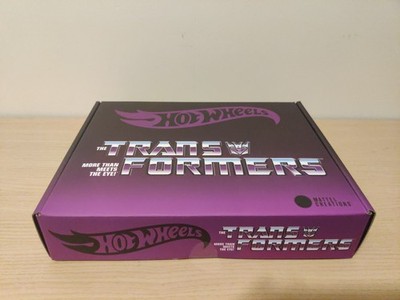 HOT WHEELS
THE TRANS
FORMERS
MORE THAN
MEETS
THE EYE!
MATTEL
CREATIONS
HOT WHEELS
THE TRANS
FORMERS
MORE THAN
MEETS
THE EYE!